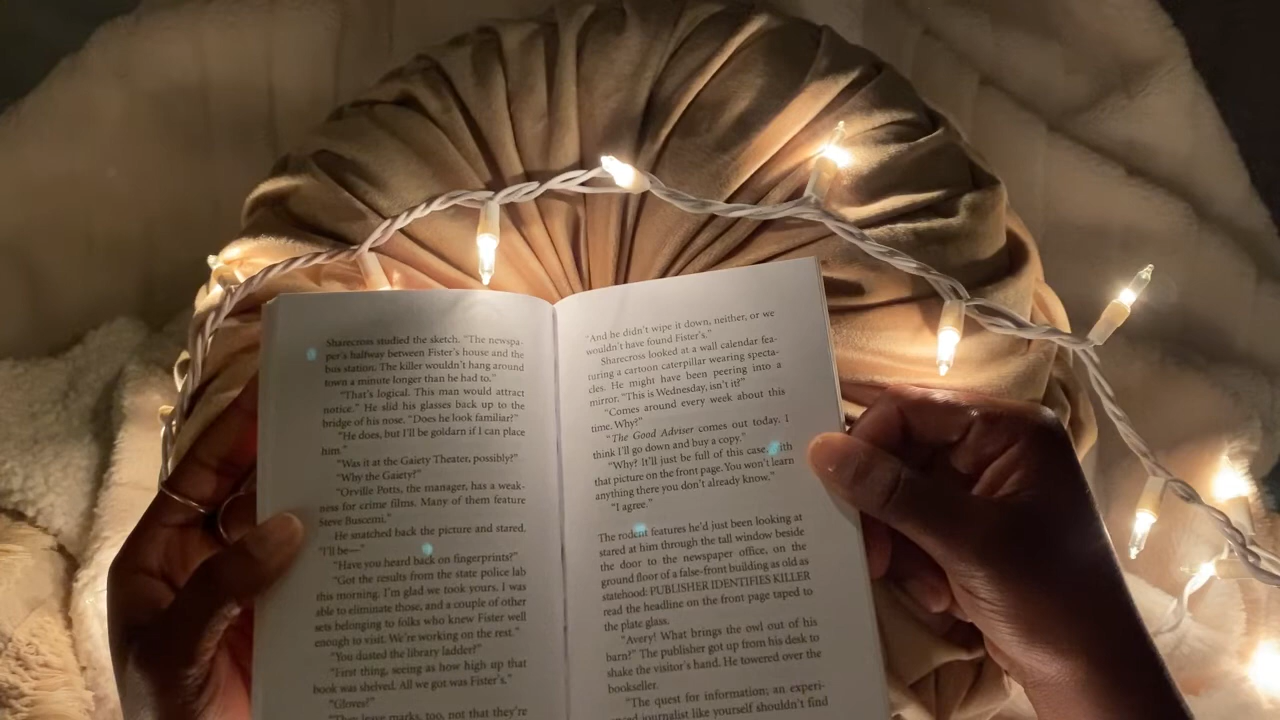 Sharecross studied the sketch. "The newspa-
per's halfway between Fister's house and the
bus station. The killer wouldn't hang around
town a minute longer than he had to."
"That's logical. This man would attract
notice." He slid his glasses back up to the
bridge of his nose. "Does he look familiar?"
"He does, but I'll be goldarn if I can place
him."
"Was it at the Gaiety Theater, possibly?"
"Why the Gaiety?"
"Orville Potts, the manager, has a weak-
ness for crime films. Many of them feature
Steve Buscemi."
He snatched back the picture and stared.
"I'll be—"
"Have you heard back on fingerprints?"
"Got the results from the state police lab
this morning. I'm glad we took yours. I was
able to eliminate those, and a couple of other
sets belonging to folks who knew Fister well
enough to visit. We're working on the rest."
"You dusted the library ladder?"
"First thing, seeing as how high up that
book was shelved. All we got was Fister's."
"Gloves?"
"They leave marks, too, not that they're
"And he didn't wipe it down, neither, or we
wouldn't have found Fister's."
Sharecross looked at a wall calendar fea-
turing a cartoon caterpillar wearing specta-
cles. He might have been peering into a
mirror. "This is Wednesday, isn't it?"
"Comes around every week about this
time. Why?"
"The Good Adviser comes out today. I
think I'll go down and buy a copy."
"Why? It'll just be full of this case, with
that picture on the front page. You won't learn
anything there you don't already know."
"I agree."
The rodent features he'd just been looking at
stared at him through the tall window beside
the door to the newspaper office, on the
ground floor of a false-front building as old as
statehood: PUBLISHER IDENTIFIES KILLER
read the headline on the front page taped to
the plate glass.
"Avery! What brings the owl out of his
barn?" The publisher got up from his desk to
shake the visitor's hand. He towered over the
bookseller.
"The quest for information; an experi-
journalist like yourself shouldn't find